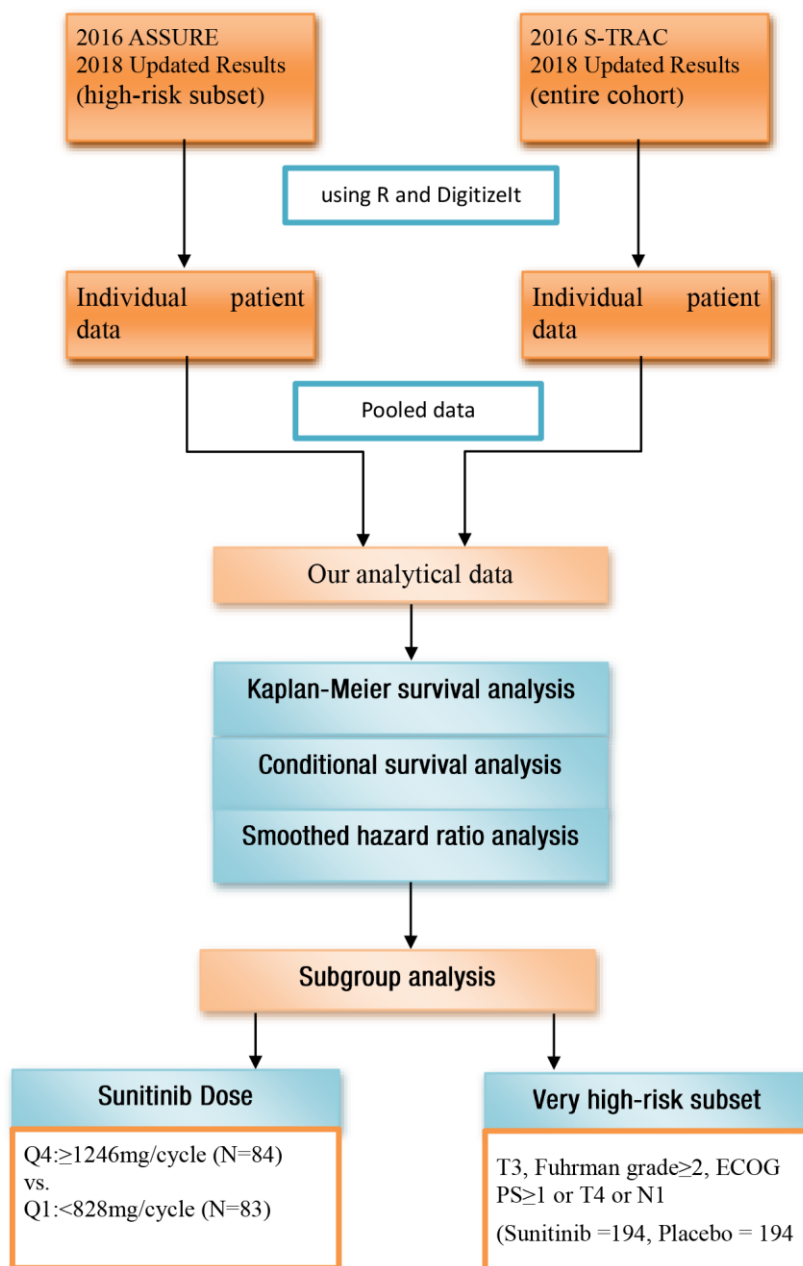 2016 ASSURE
2018 Updated Results
(high-risk subset)
2016 S-TRAC
2018 Updated Results
(entire cohort)
using R and DigitizeIt
Individual patient
data
Individual patient
data
Pooled data
Our analytical data
Kaplan-Meier survival analysis
Conditional survival analysis
Smoothed hazard ratio analysis
Subgroup analysis
Sunitinib Dose
Q4:≥1246mg/cycle (N=84)
vs.
Q1:<828mg/cycle (N=83)
Very high-risk subset
T3, Fuhrman grade≥2, ECOG
PS≥1 or T4 or N1
(Sunitinib =194, Placebo = 194